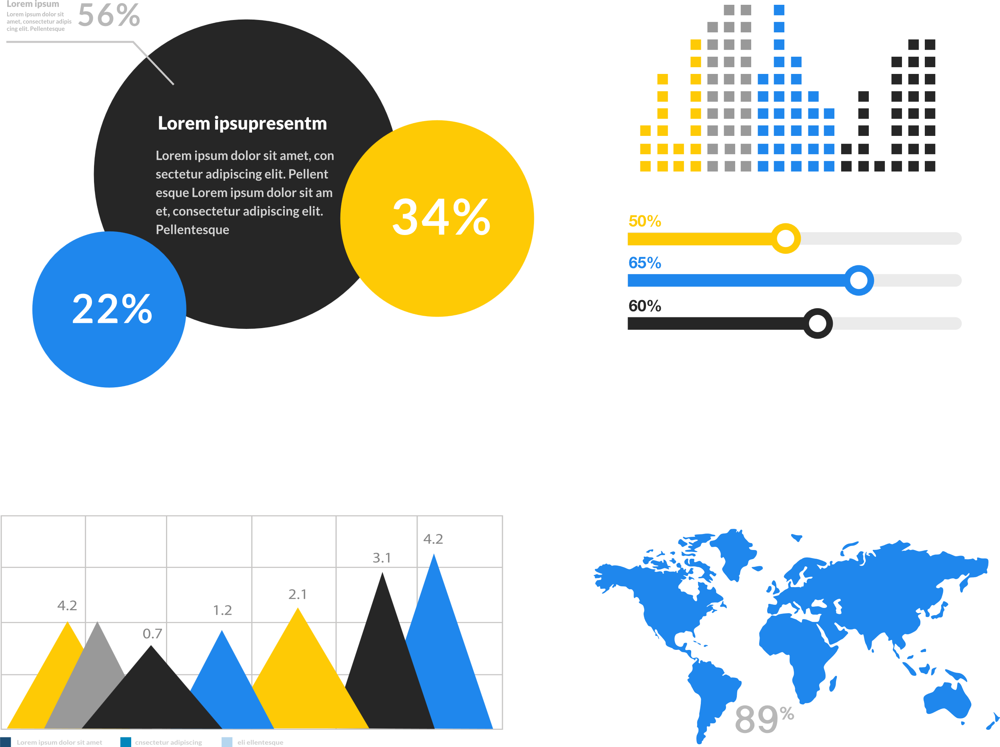 Lorem ipsum
Lorem ipsum dolor sit
amet, consectetur adipis
cing elit. Pellentesque
56%
Lorem ipsupreesentm
Lorem ipsum dolor sit amet, con
sectetur adipiscing elit. Pellent
esque Lorem ipsum dolor sit am
et, consectetur adipiscing elit.
Pellentesque
34%
22%
50%
65%
60%
4.2
0.7
1.2
2.1
3.1
4.2
Lorem ipsum dolor sit amet
cnsectetur adipiscing
eli ellentesque
89%